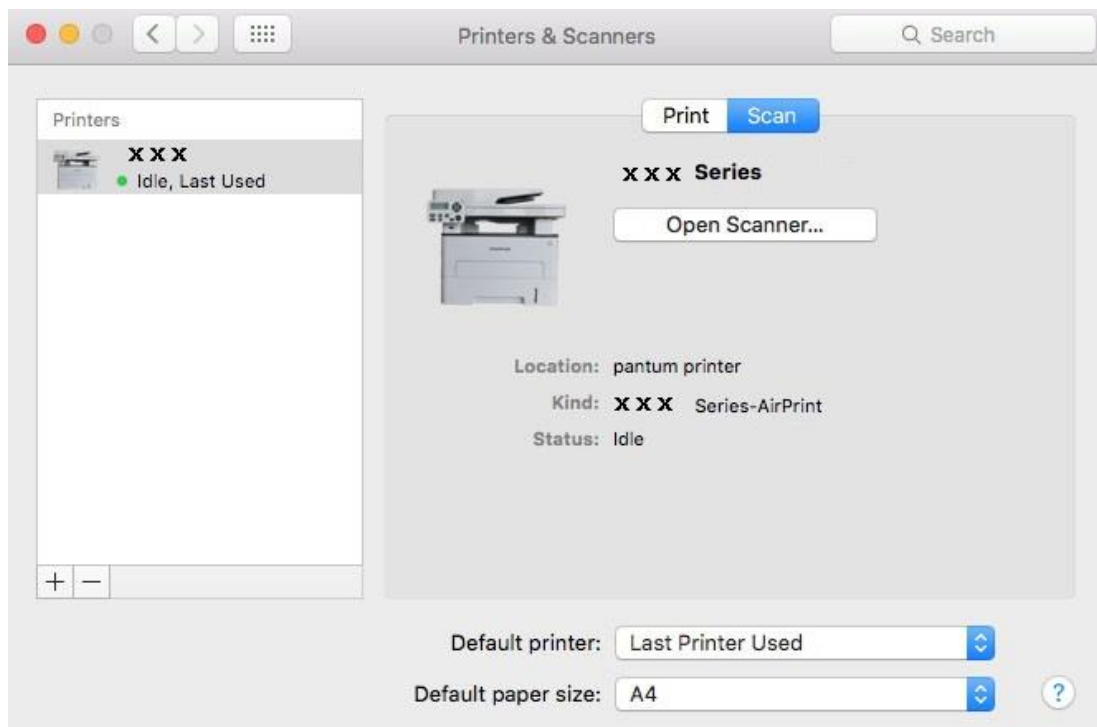 Printers & Scanners
Search
Printers
Print Scan
x x x
Idle, Last Used
x x x Series
Open Scanner...
Location: pantum printer
Kind: x x x Series-AirPrint
Status: Idle
+ −
Default printer: Last Printer Used
Default paper size: A4
?